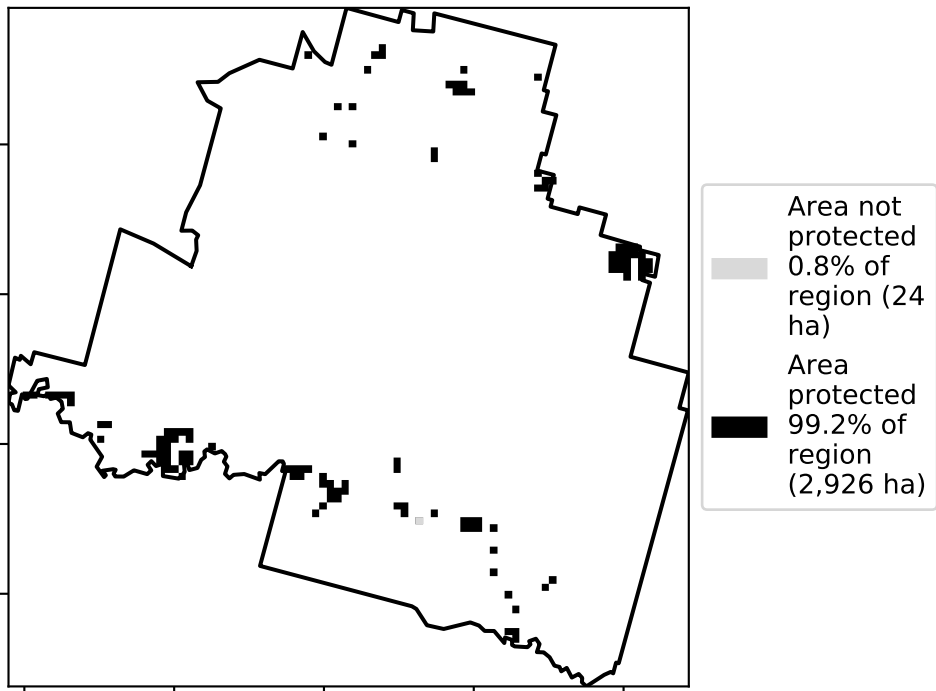 Area not
protected
0.8% of
region (24
ha)
Area
protected
99.2% of
region
(2,926 ha)